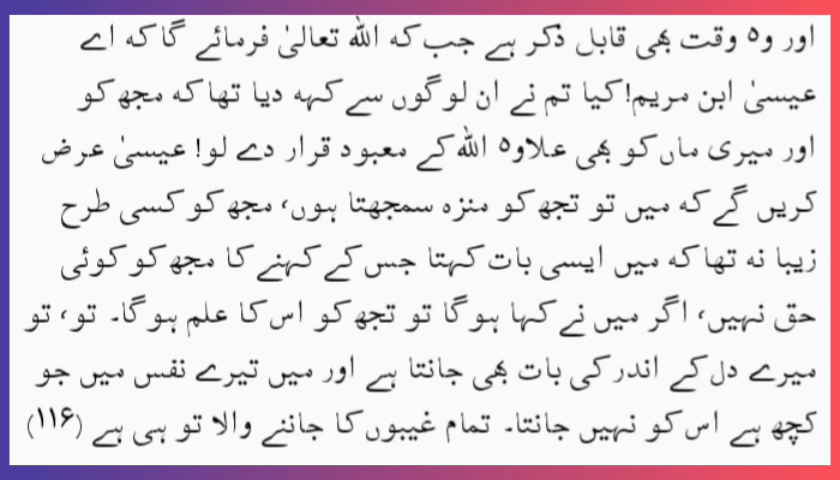 اور وہ وقت بھی قابل ذکر ہے جب کہ اللہ تعالیٰ فرمائے گا کہ اے
عیسیٰ ابن مریم! کیا تم نے ان لوگوں سے کہہ دیا تھا کہ مجھ کو
اور میری ماں کو بھی علاوہ اللہ کے معبود قرار دے لو! عیسیٰ عرض
کریں گے کہ میں تو تجھ کو منزہ سمجھتا ہوں، مجھ کو کسی طرح
زیبا نہ تھا کہ میں ایسی بات کہتا جس کے کہنے کا مجھ کو کوئی
حق نہیں، اگر میں نے کہا ہو گا تو تجھ کو اس کا علم ہو گا۔ تو، تو
میرے دل کے اندر کی بات بھی جانتا ہے اور میں تیرے نفس میں جو
کچھ ہے اس کو نہیں جانتا۔ تمام غیبوں کا جاننے والا تو ہی ہے (۱۱۶)